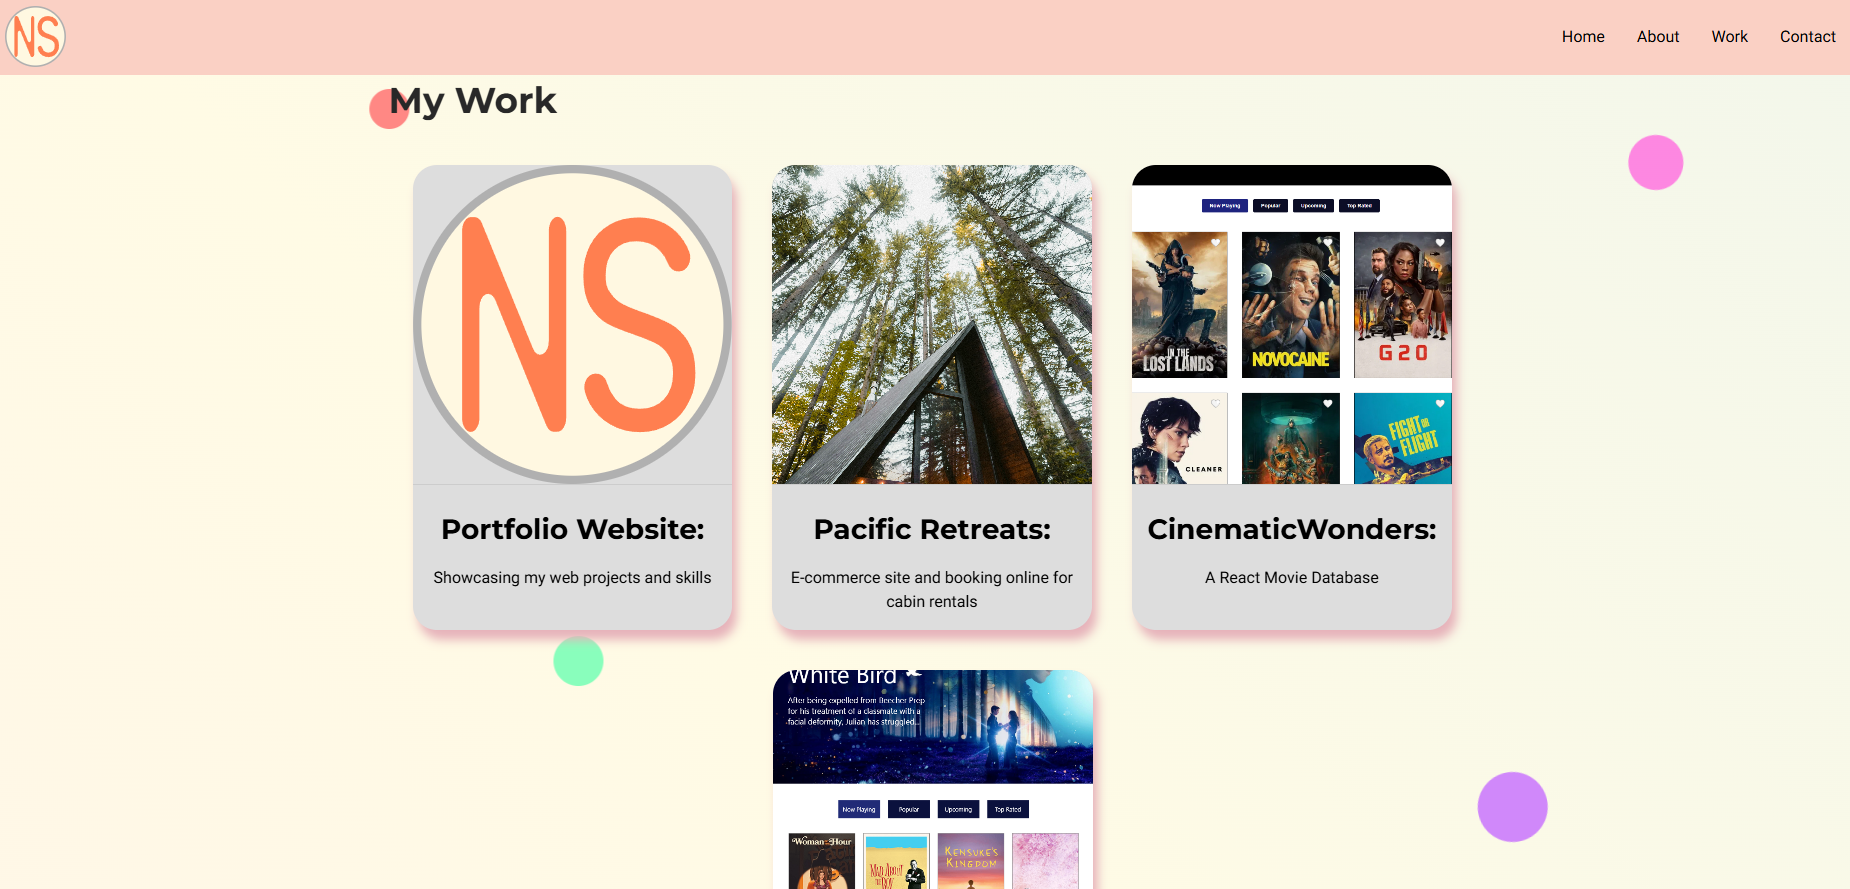 NS
Home About Work Contact
My Work
NS
Now Playing Popular Upcoming Top Rated
IN THE
LOST LANDS
NOVOCAINE
G20
CLEANER
FIGHT OR
FLIGHT
Portfolio Website:
Showcasing my web projects and skills
Pacific Retreats:
E-commerce site and booking online for
cabin rentals
CinematicWonders:
A React Movie Database
White Bird
After being expelled from Beecher Prep
for his treatment of a classmate with a
facial deformity, Julian has struggled...
Now Playing Popular Upcoming Top Rated
Woman of the Hour
MAD ABOUT
THE BOY
KENSUKE'S
KINGDOM